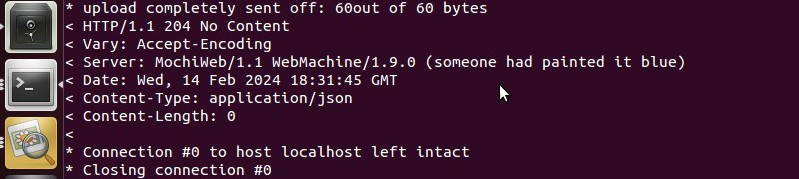 * upload completely sent off: 60out of 60 bytes
< HTTP/1.1 204 No Content
< Vary: Accept-Encoding
< Server: MochiWeb/1.1 WebMachine/1.9.0 (someone had painted it blue)
< Date: Wed, 14 Feb 2024 18:31:45 GMT
< Content-Type: application/json
< Content-Length: 0
<
* Connection #0 to host localhost left intact
* Closing connection #0